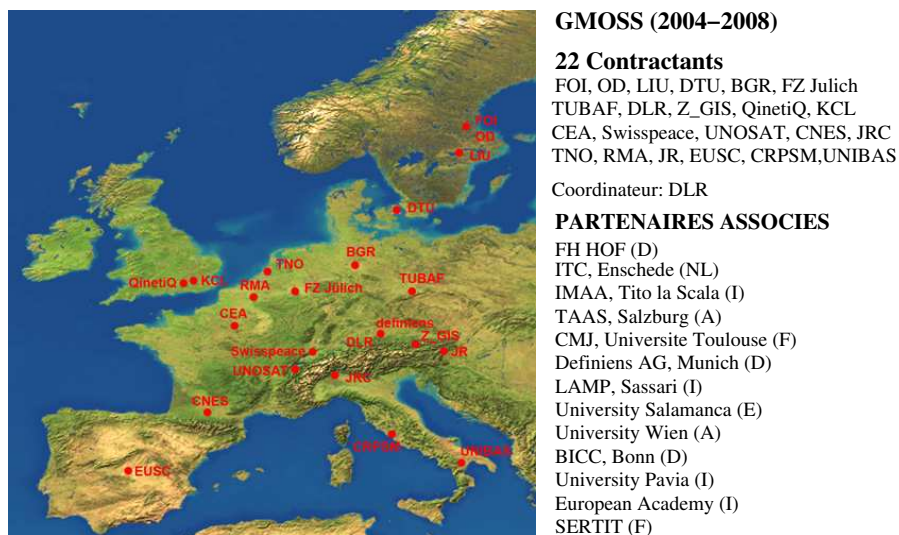 GMOSS (2004−2008)
22 Contractants
FOI, OD, LIU, DTU, BGR, FZ Julich
TUBAF, DLR, Z_GIS, QinetiQ, KCL
CEA, Swisspeace, UNOSAT, CNES, JRC
TNO, RMA, JR, EUSC, CRPSM,UNIBAS
Coordinateur: DLR
PARTENAIRES ASSOCIES
FH HOF (D)
ITC, Enschede (NL)
IMAA, Tito la Scala (I)
TAAS, Salzburg (A)
CMJ, Universite Toulouse (F)
Definiens AG, Munich (D)
LAMP, Sassari (I)
University Salamanca (E)
University Wien (A)
BICC, Bonn (D)
University Pavia (I)
European Academy (I)
SERTIT (F)
FOI
OD
LIU
DTU
BGR
TNO
QinetiQ
KCL
RMA
FZ Jülich
TUBAF
CEA
definiens
DLR
Z_GIS
Swisspeace
JR
UNOSAT
JRC
CNES
CRPSM
UNIBAS
EUSC